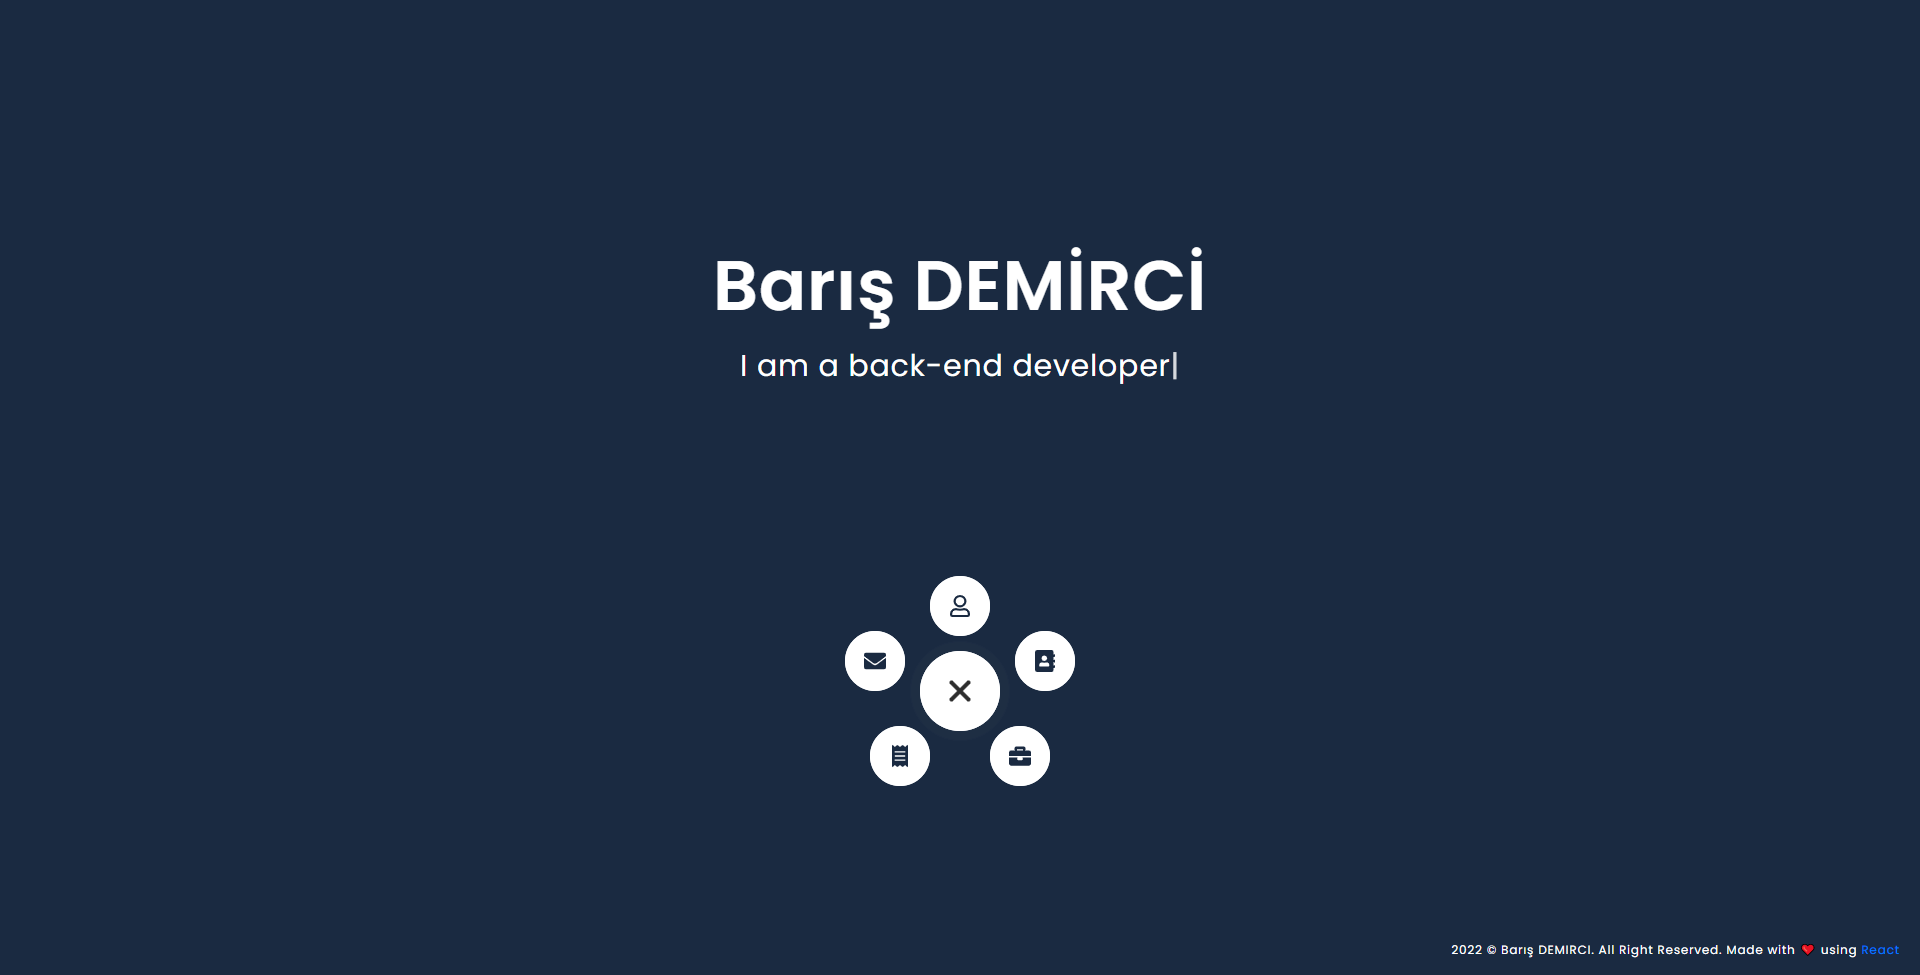 Barış DEMİRCİ
I am a back-end developer|
2022 © Barış DEMIRCI. All Right Reserved. Made with ❤ using React